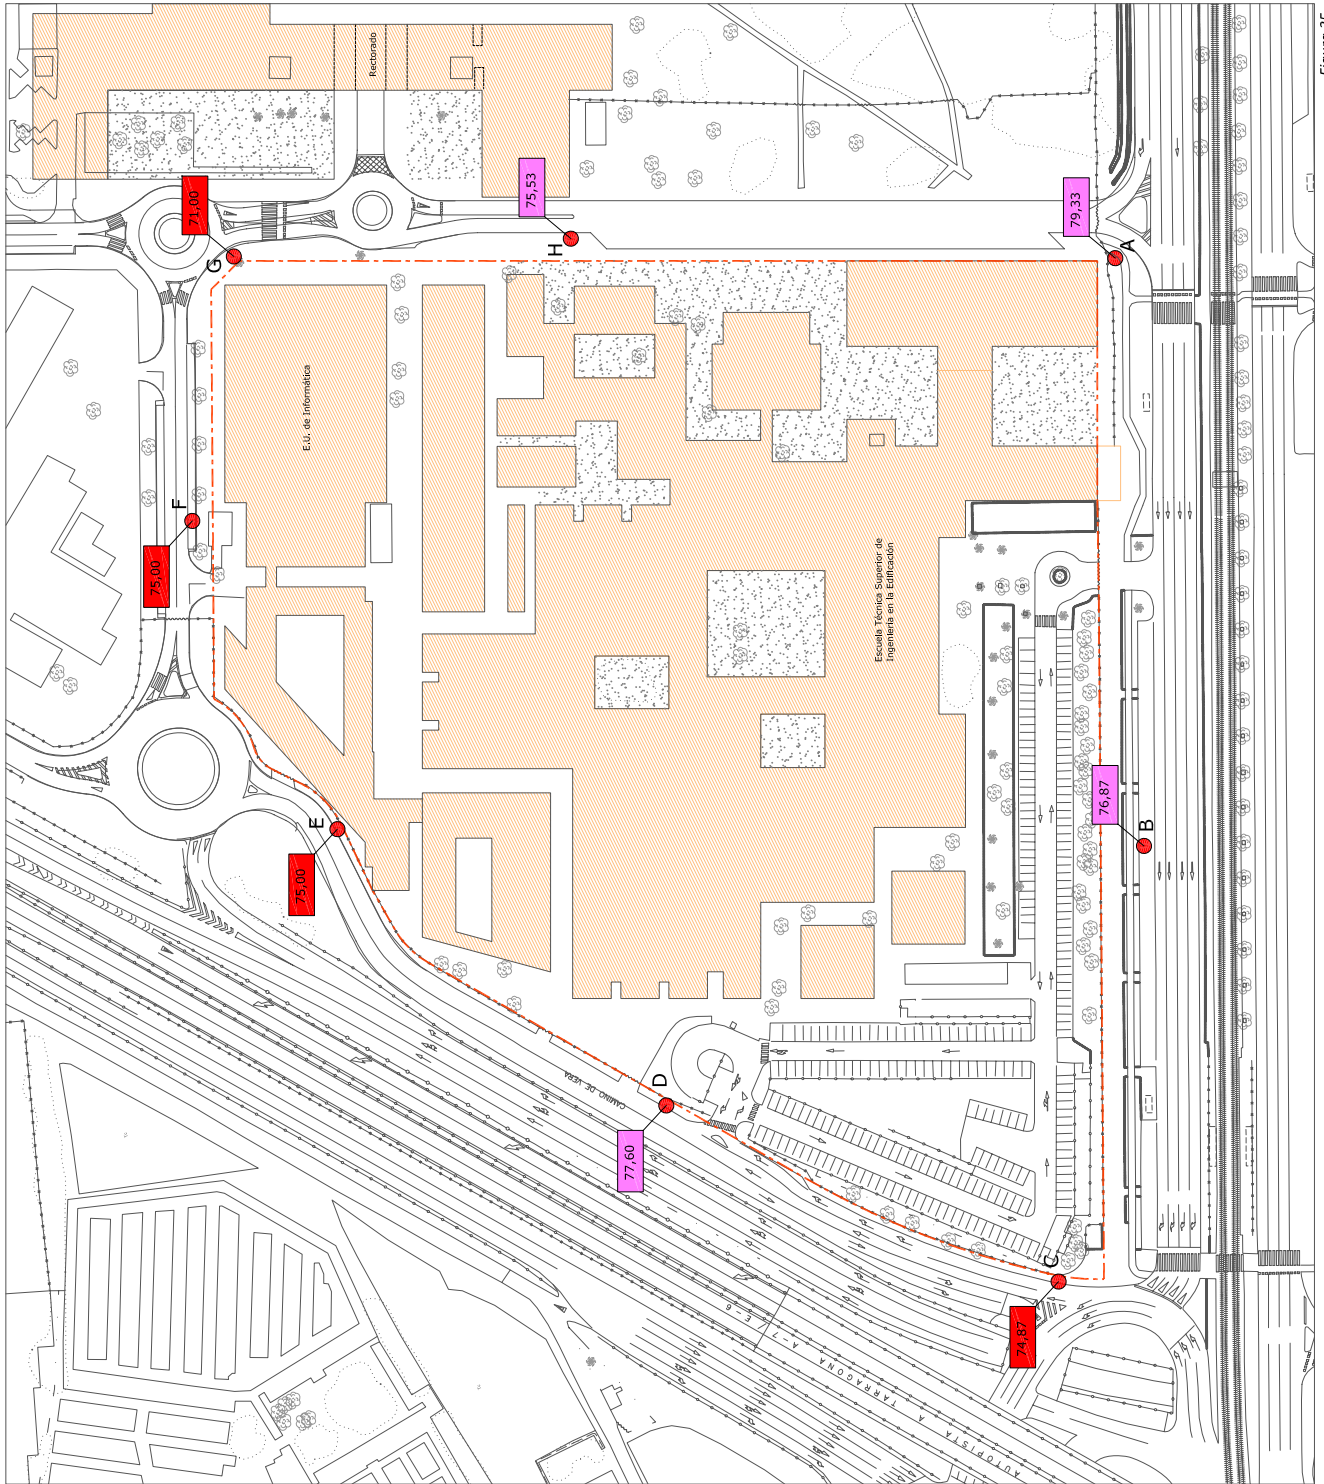 Rectorado
71,00
G
75,53
H
79,33
A
E.U. de Informática
F
75,00
Escuela Técnica Superior de
Ingeniería en la Edificación
E
75,00
76,87
B
CAMINO DE VERA
D
77,60
C
74,87
E-6
A-7
AUTOPISTA A TARRAGONA